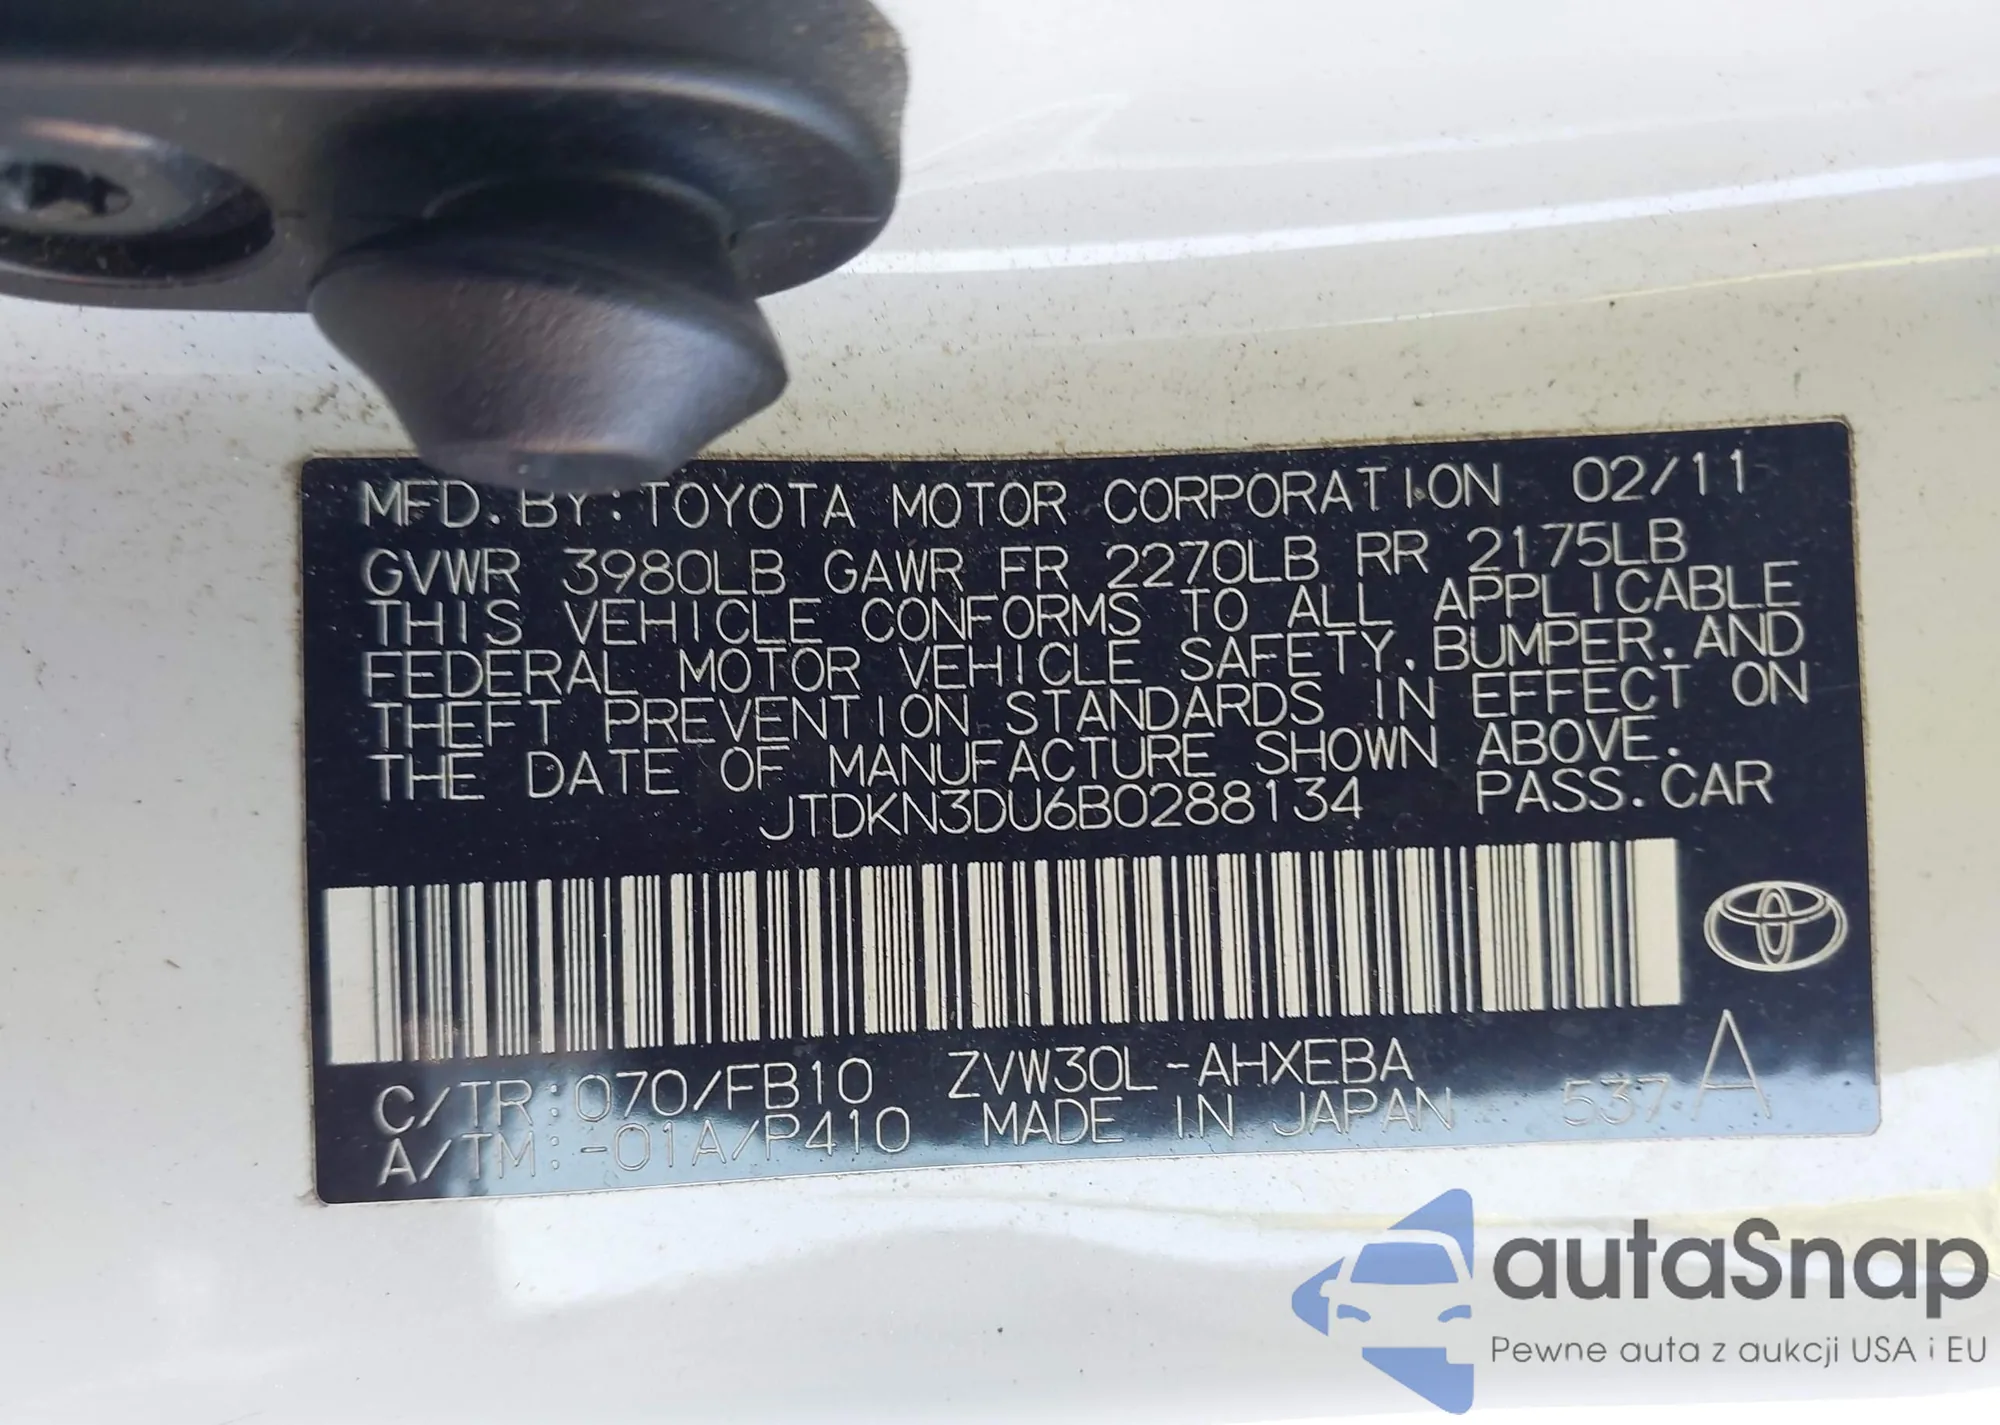 MFD. BY: TOYOTA MOTOR CORPORATION 02/11
GVWR 3980LB GAWR FR 2270LB RR 2175LB
THIS VEHICLE CONFORMS TO ALL APPLICABLE
FEDERAL MOTOR VEHICLE SAFETY, BUMPER, AND
THEFT PREVENTION STANDARDS IN EFFECT ON
THE DATE OF MANUFACTURE SHOWN ABOVE.
JTDKN3DU6B0288134 PASS. CAR
C/TR: 070/FB10 ZVW30L-AHXEBA
A/TM: -01A/P410 MADE IN JAPAN 537 A
autaSnap
Pewne auta z aukcji USA i EU